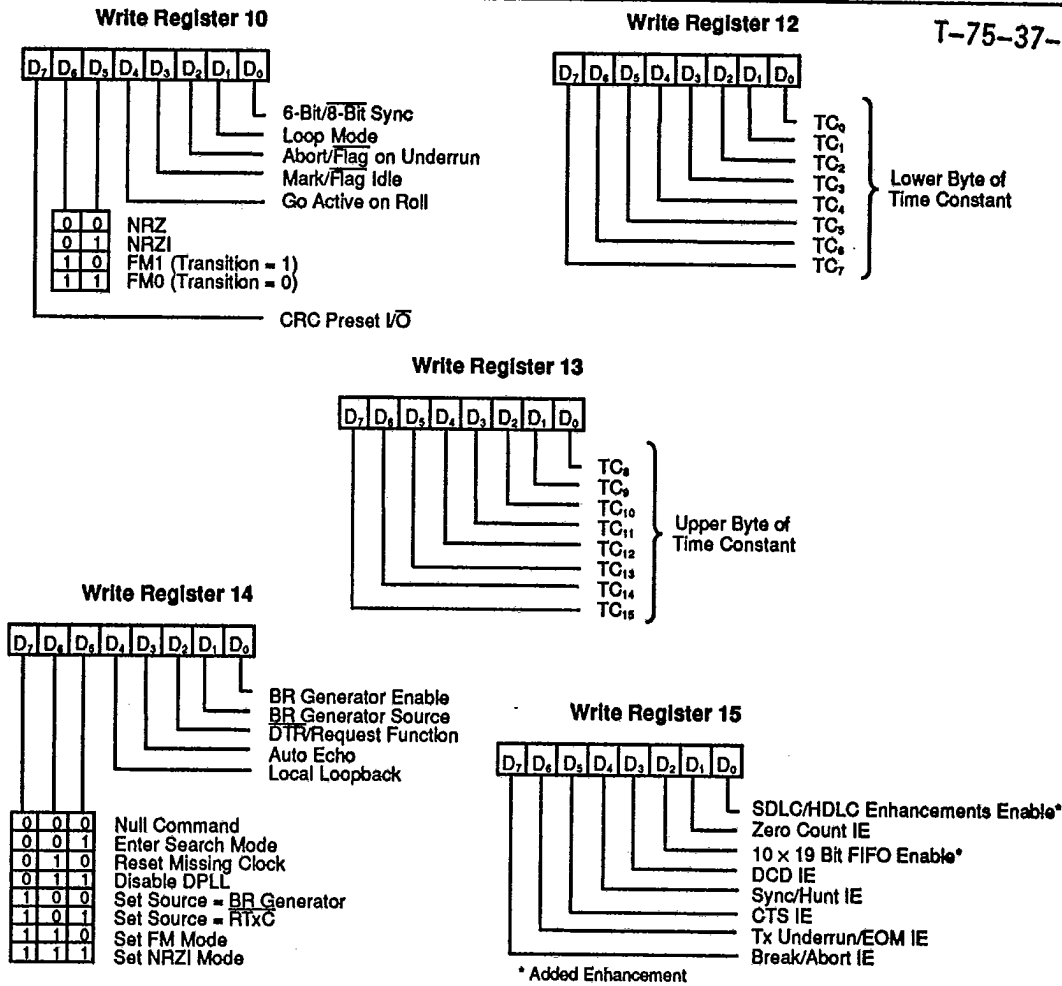 T-75-37-
Write Register 10
D7 D6 D5 D4 D3 D2 D1 D0
6-Bit/8-Bit Sync
Loop Mode
Abort/Flag on Underrun
Mark/Flag Idle
Go Active on Roll
0 0 NRZ
0 1 NRZI
1 0 FM1 (Transition = 1)
1 1 FM0 (Transition = 0)
CRC Preset I/O
Write Register 12
D7 D6 D5 D4 D3 D2 D1 D0
TC0
TC1
TC2
TC3
TC4
TC5
TC6
TC7
Lower Byte of
Time Constant
Write Register 13
D7 D6 D5 D4 D3 D2 D1 D0
TC8
TC9
TC10
TC11
TC12
TC13
TC14
TC15
Upper Byte of
Time Constant
Write Register 14
D7 D6 D5 D4 D3 D2 D1 D0
BR Generator Enable
BR Generator Source
DTR/Request Function
Auto Echo
Local Loopback
0 0 0 Null Command
0 0 1 Enter Search Mode
0 1 0 Reset Missing Clock
0 1 1 Disable DPLL
1 0 0 Set Source = BR Generator
1 0 1 Set Source = RTxC
1 1 0 Set FM Mode
1 1 1 Set NRZI Mode
Write Register 15
D7 D6 D5 D4 D3 D2 D1 D0
SDLC/HDLC Enhancements Enable*
Zero Count IE
10 × 19 Bit FIFO Enable*
DCD IE
Sync/Hunt IE
CTS IE
Tx Underrun/EOM IE
Break/Abort IE
* Added Enhancement